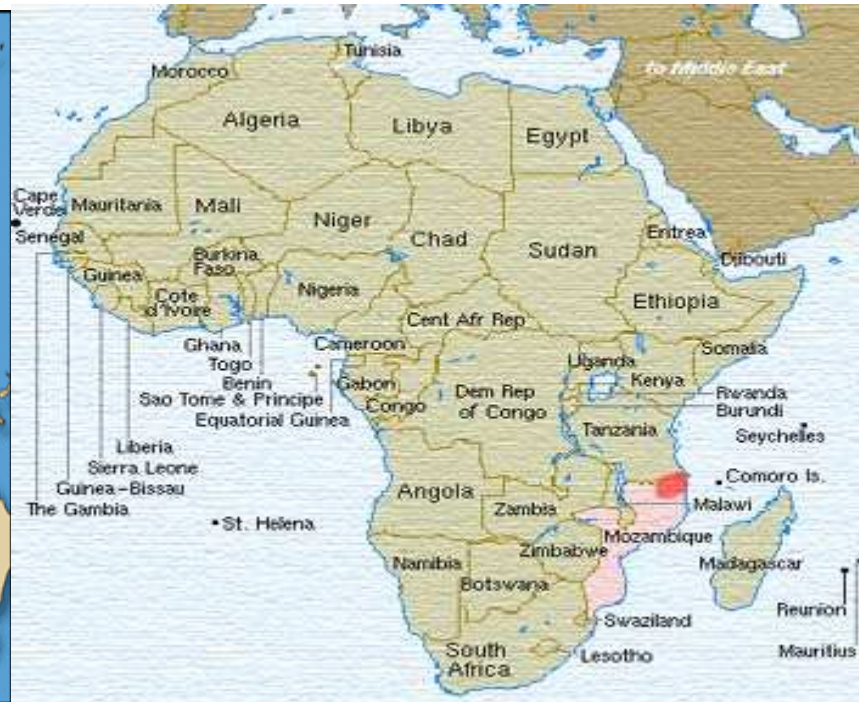 Tunisia
to Middle East
Morocco
Algeria
Libya
Egypt
Cape
Verde
Mauritania
Mali
Niger
Chad
Sudan
Eritrea
Senegal
Djibouti
Burkina
Faso
Guinea
Cote
d'Ivoire
Nigeria
Ethiopia
Cent Afr Rep
Ghana
Cameroon
Togo
Benin
Sao Tome & Principe
Equatorial Guinea
Gabon
Congo
Dem Rep
of Congo
Uganda
Kenya
Somalia
Rwanda
Burundi
Tanzania
Seychelles
Liberia
Sierra Leone
Guinea-Bissau
The Gambia
St. Helena
Angola
Zambia
Comoro Is.
Malawi
Mozambique
Zimbabwe
Madagascar
Namibia
Botswana
Reunion
Swaziland
South
Africa
Lesotho
Mauritius